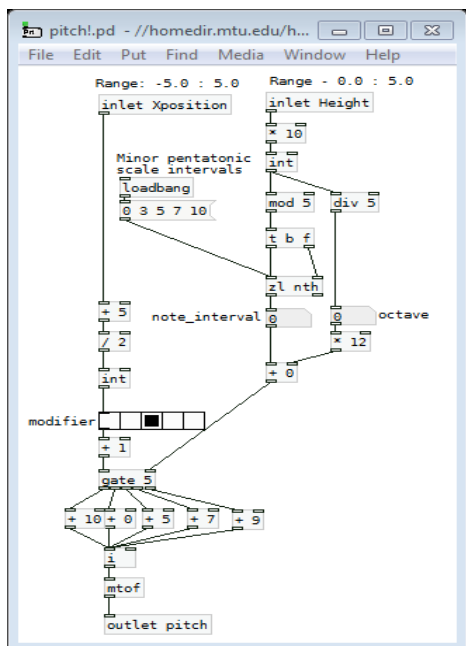 pitch!.pd - //homedir.mtu.edu/h...
File Edit Put Find Media Window Help
Range: -5.0 : 5.0
Range - 0.0 : 5.0
inlet Xposition
inlet Height
* 10
int
Minor pentatonic
scale intervals
loadbang
0 3 5 7 10
mod 5
div 5
t b f
zl nth
note_interval
0
0
octave
* 12
+ 0
+ 5
/ 2
int
modifier
+ 1
gate 5
+ 10
+ 0
+ 5
+ 7
+ 9
i
mtof
outlet pitch